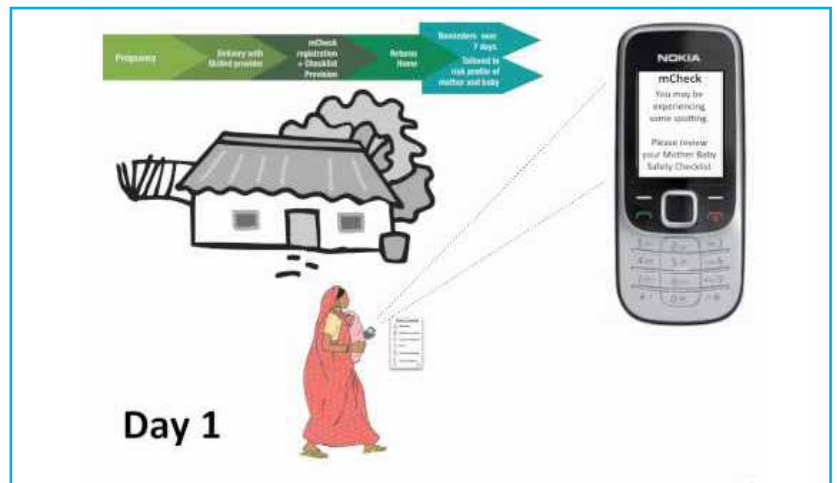 Pregnancy
Delivery with
Skilled provider
mCheck
registration
+ Checklist
Provision
Returns
Home
Reminders over
7 days.
Tailored to
risk profile of
mother and baby
NOKIA
mCheck
You may be
experiencing
some spotting.
Please review
your Mother Baby
Safety Checklist
Day 1